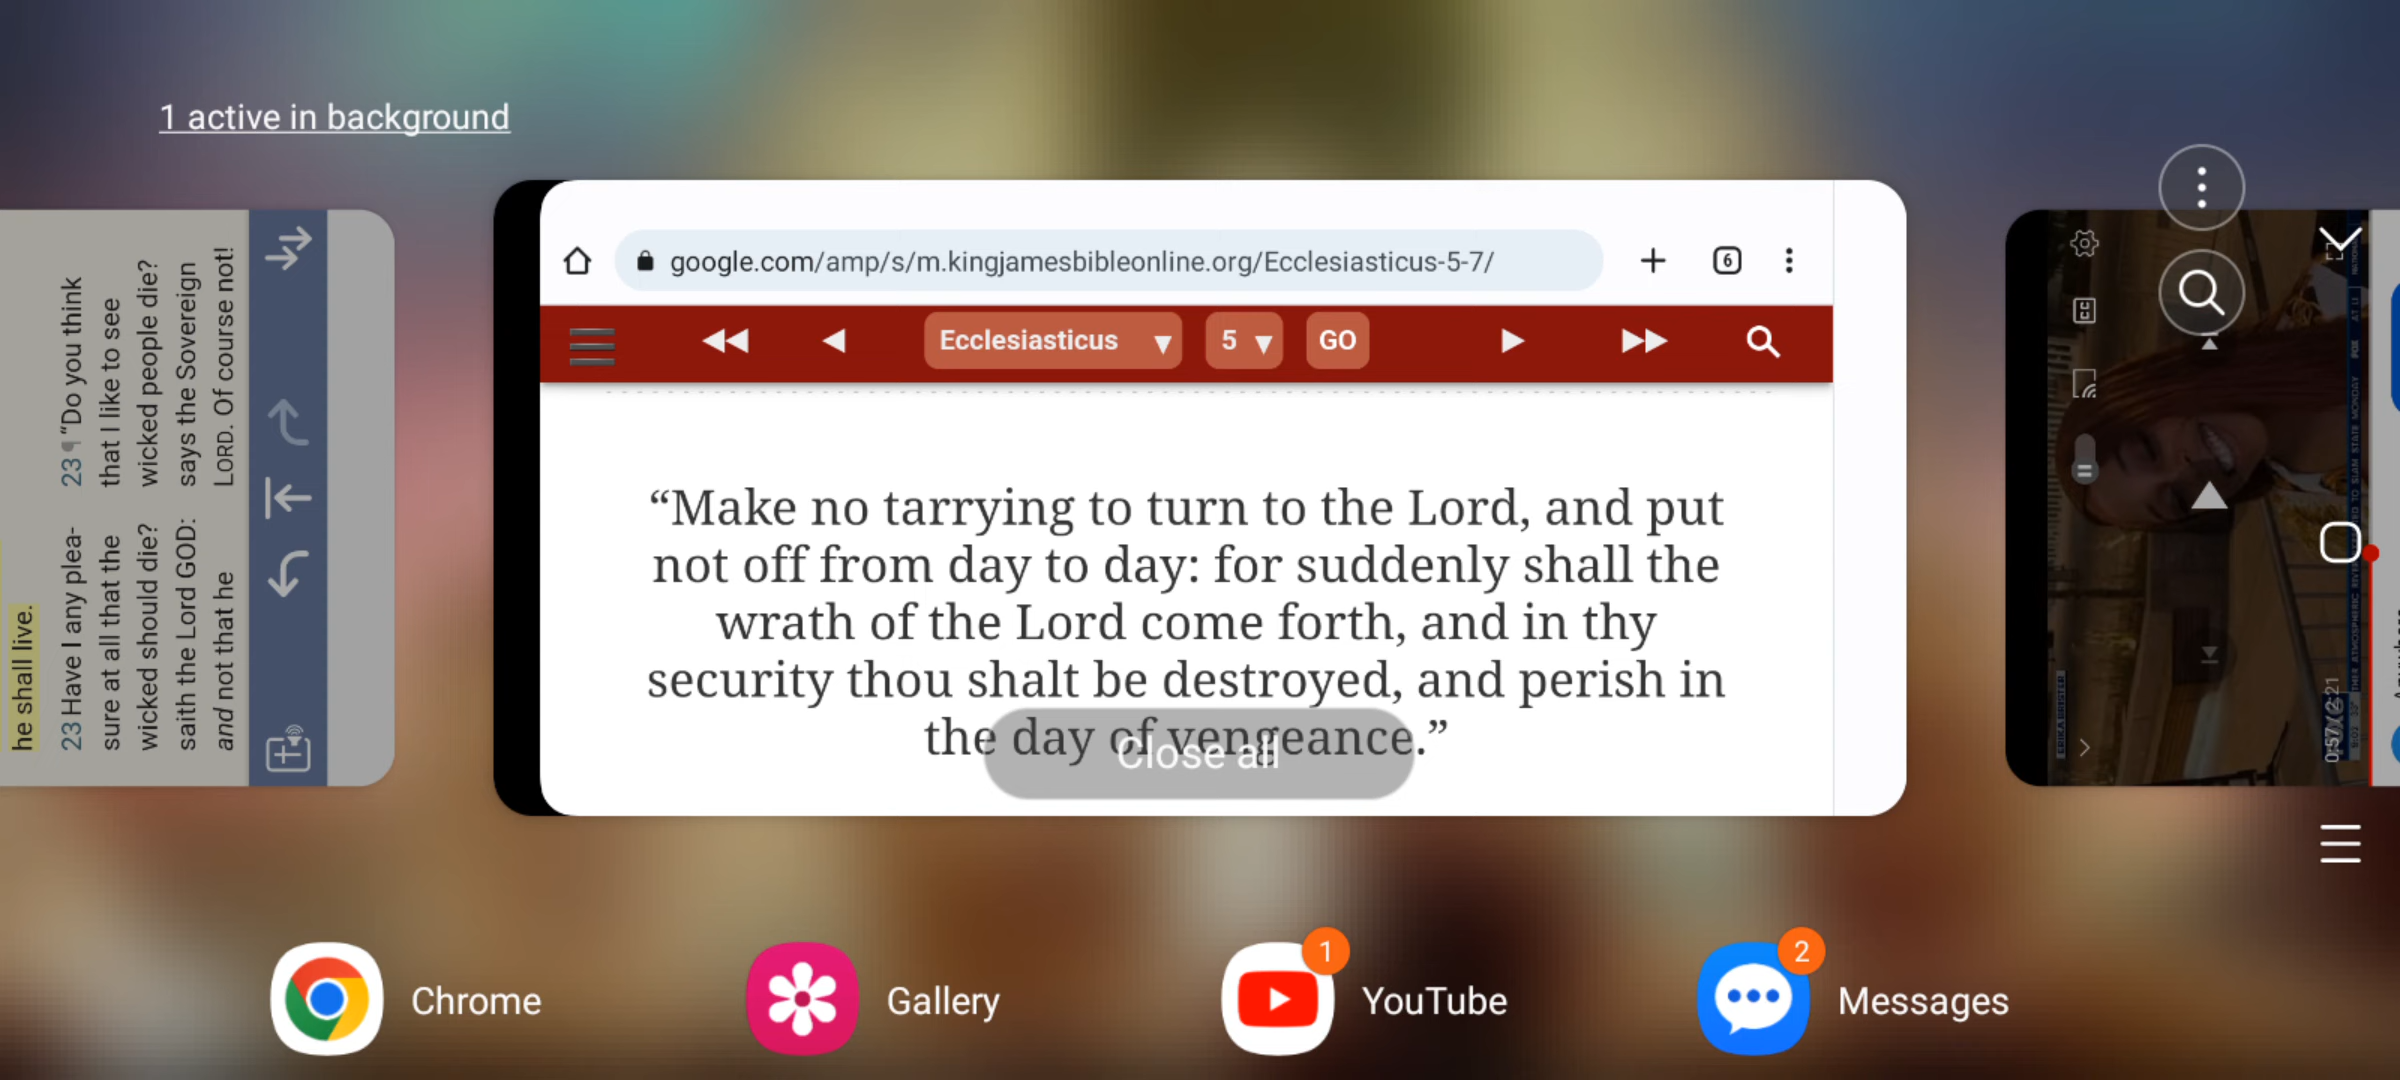 1 active in background
he shall live.
23 Have I any plea-
sure at all that the
wicked should die?
saith the Lord GOD:
and not that he
23 ¶ “Do you think
that I like to see
wicked people die?
says the Sovereign
LORD. Of course not!
google.com/amp/s/m.kingjamesbibleonline.org/Ecclesiasticus-5-7/
6
Ecclesiasticus
5
GO
“Make no tarrying to turn to the Lord, and put
not off from day to day: for suddenly shall the
wrath of the Lord come forth, and in thy
security thou shalt be destroyed, and perish in
the day of vengeance.”
Close all
CC
Chrome
Gallery
1
YouTube
2
Messages